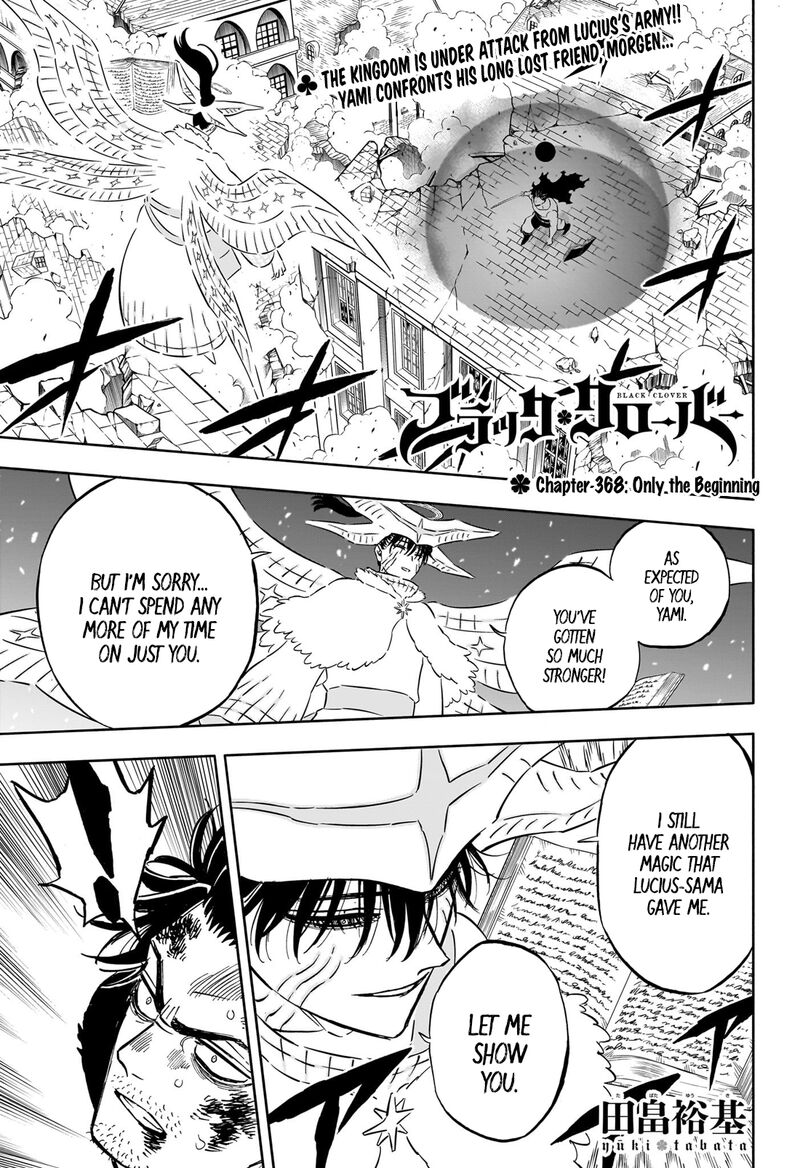 THE KINGDOM IS UNDER ATTACK FROM LUCIUS'S ARMY!!
YAMI CONFRONTS HIS LONG LOST FRIEND, MORGEN...
ブラッククローバー
BLACK CLOVER
Chapter-368: Only the Beginning
AS
EXPECTED
OF YOU,
YAMI.
YOU'VE
GOTTEN
SO MUCH
STRONGER!
BUT I'M SORRY...
I CAN'T SPEND ANY
MORE OF MY TIME
ON JUST YOU.
I STILL
HAVE ANOTHER
MAGIC THAT
LUCIUS-SAMA
GAVE ME.
LET ME
SHOW
YOU.
田畠裕基
yūki tabata